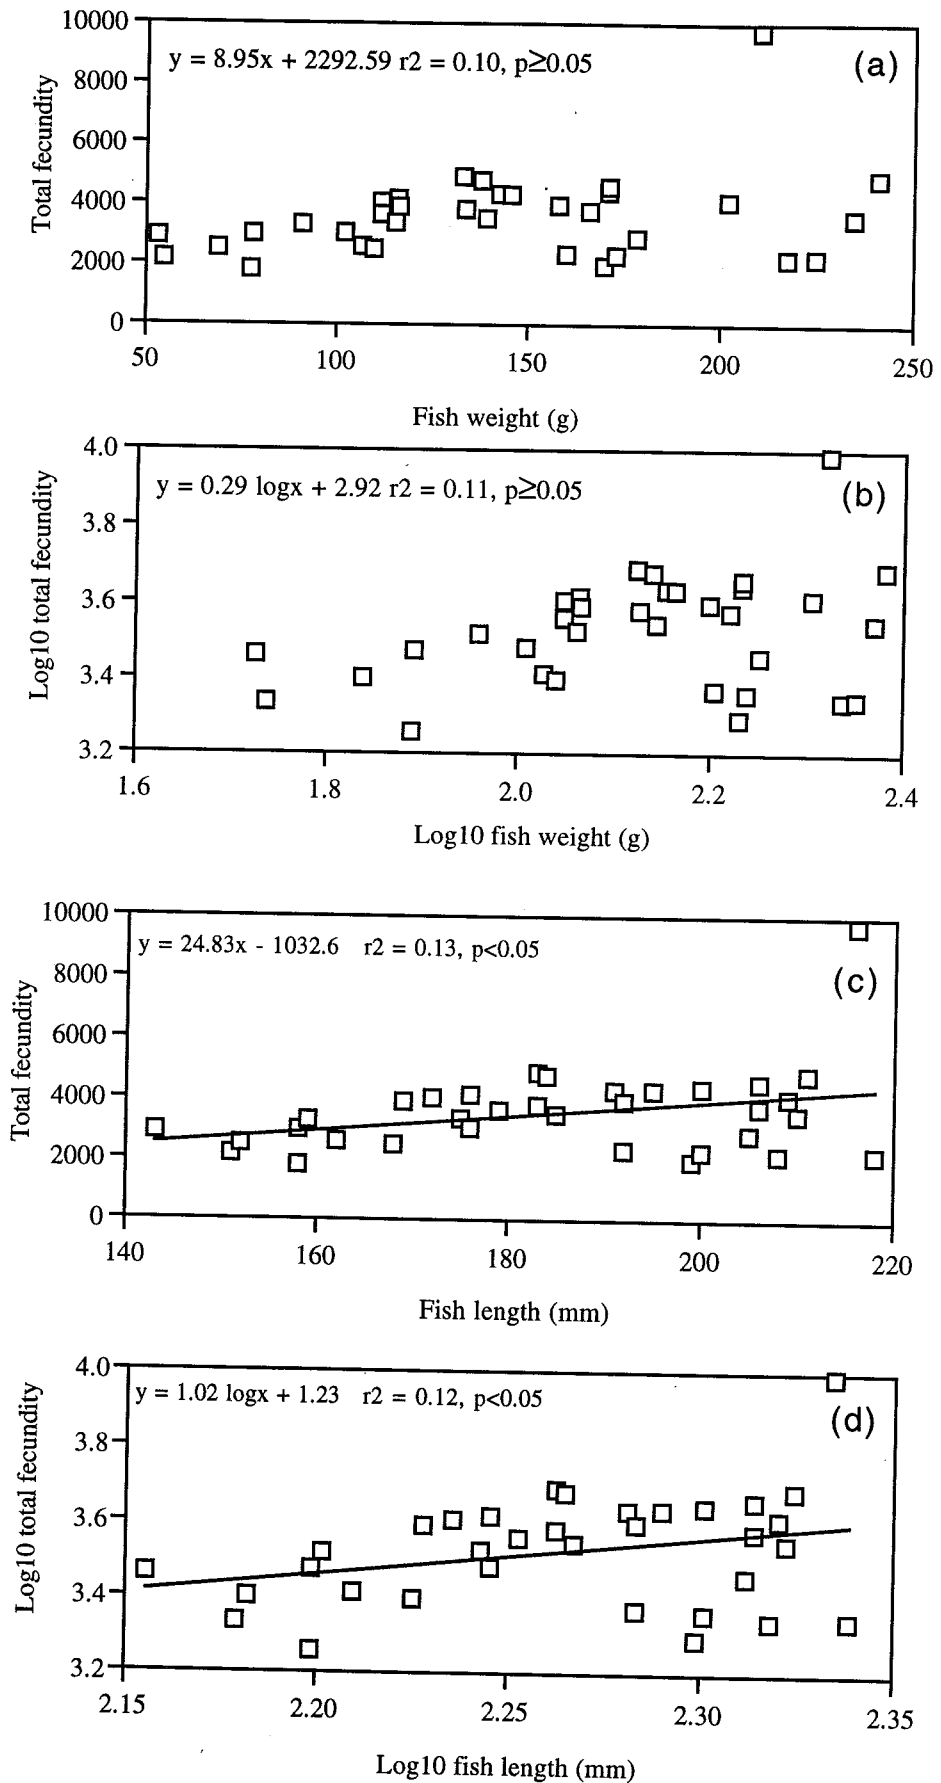 10000
8000
6000
4000
2000
0
Total fecundity
y = 8.95x + 2292.59 r2 = 0.10, p≥0.05
(a)
50 100 150 200 250
Fish weight (g)
4.0
3.8
3.6
3.4
3.2
Log10 total fecundity
y = 0.29 logx + 2.92 r2 = 0.11, p≥0.05
(b)
1.6 1.8 2.0 2.2 2.4
Log10 fish weight (g)
10000
8000
6000
4000
2000
0
Total fecundity
y = 24.83x - 1032.6 r2 = 0.13, p<0.05
(c)
140 160 180 200 220
Fish length (mm)
4.0
3.8
3.6
3.4
3.2
Log10 total fecundity
y = 1.02 logx + 1.23 r2 = 0.12, p<0.05
(d)
2.15 2.20 2.25 2.30 2.35
Log10 fish length (mm)